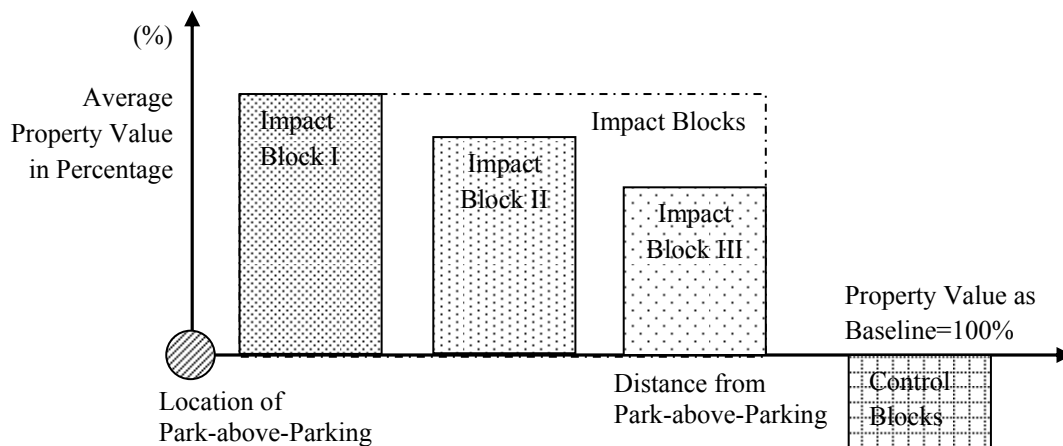 (%)
Average
Property Value
in Percentage
Impact
Block I
Impact Blocks
Impact
Block II
Impact
Block III
Property Value as
Baseline=100%
Control
Blocks
Location of
Park-above-Parking
Distance from
Park-above-Parking